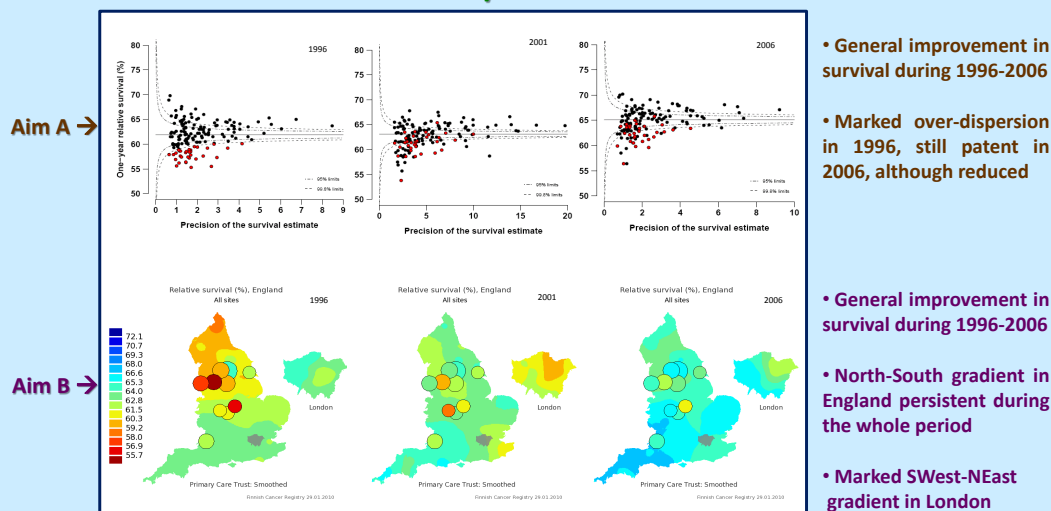 1996
2001
2006
One-year relative survival (%)
80
75
70
65
60
55
50
95% limits
99.8% limits
0 1 2 3 4 5 6 7 8 9
Precision of the survival estimate
80
75
70
65
60
55
50
95% limits
99.8% limits
0 5 10 15 20
Precision of the survival estimate
80
75
70
65
60
55
50
95% limits
99.8% limits
0 2 4 6 8 10
Precision of the survival estimate
Aim A →
• General improvement in
survival during 1996-2006
• Marked over-dispersion
in 1996, still patent in
2006, although reduced
Aim B →
Relative survival (%), England
All sites
1996
72.1
70.7
69.3
68.0
66.6
65.3
64.0
62.8
61.5
60.3
59.2
58.0
56.9
55.7
London
Primary Care Trust: Smoothed
Finnish Cancer Registry 29.01.2010
Relative survival (%), England
All sites
2001
London
Primary Care Trust: Smoothed
Finnish Cancer Registry 29.01.2010
Relative survival (%), England
All sites
2006
London
Primary Care Trust: Smoothed
Finnish Cancer Registry 29.01.2010
• General improvement in
survival during 1996-2006
• North-South gradient in
England persistent during
the whole period
• Marked SWest-NEast
gradient in London